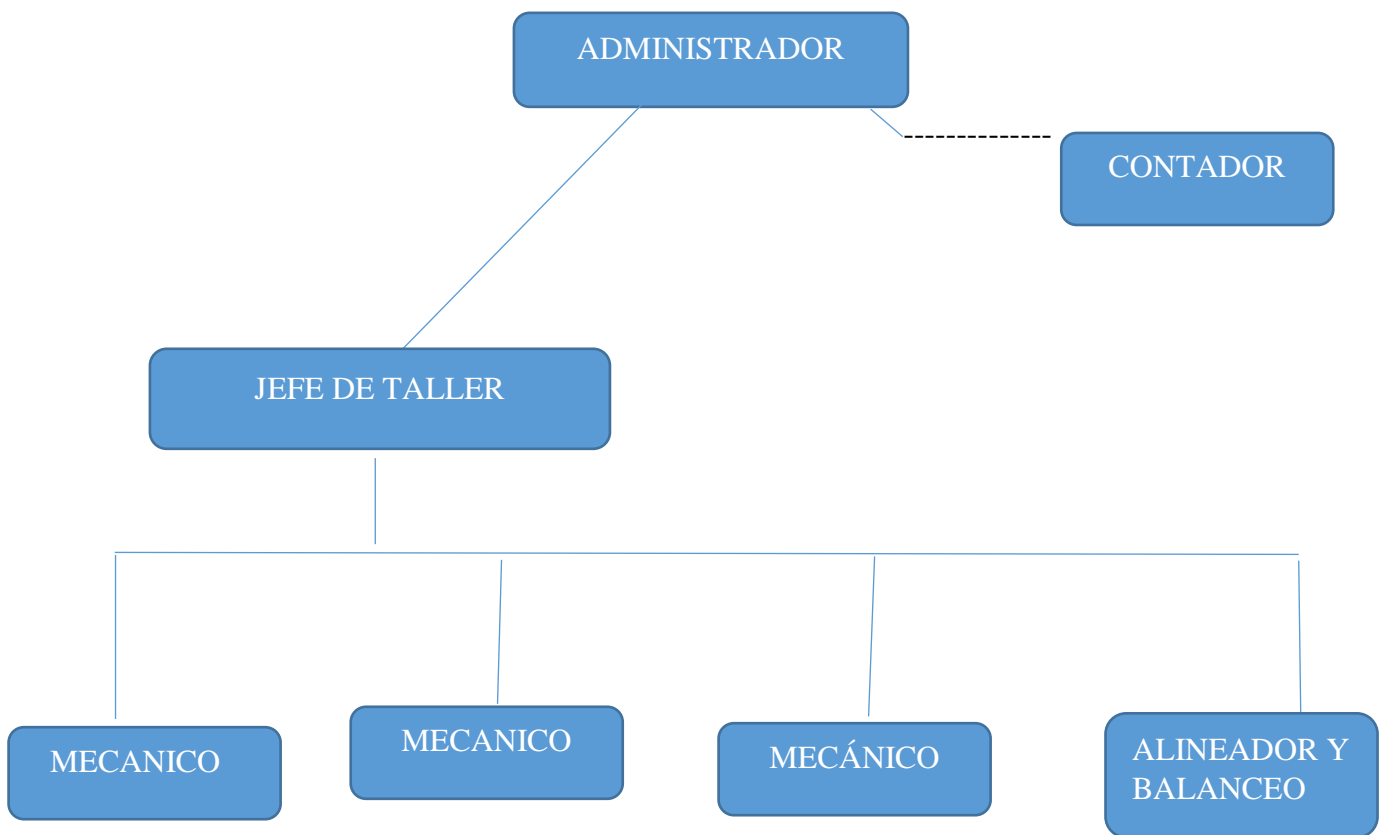 ADMINISTRADOR
CONTADOR
JEFE DE TALLER
MECANICO
MECANICO
MECÁNICO
ALINEADOR Y
BALANCEO